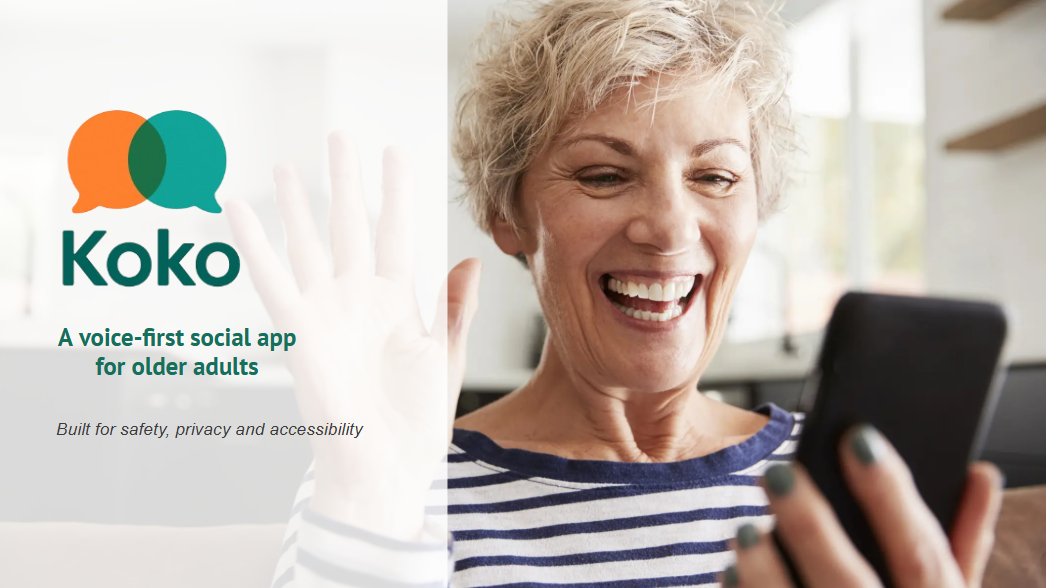 Koko
A voice-first social app
for older adults
Built for safety, privacy and accessibility